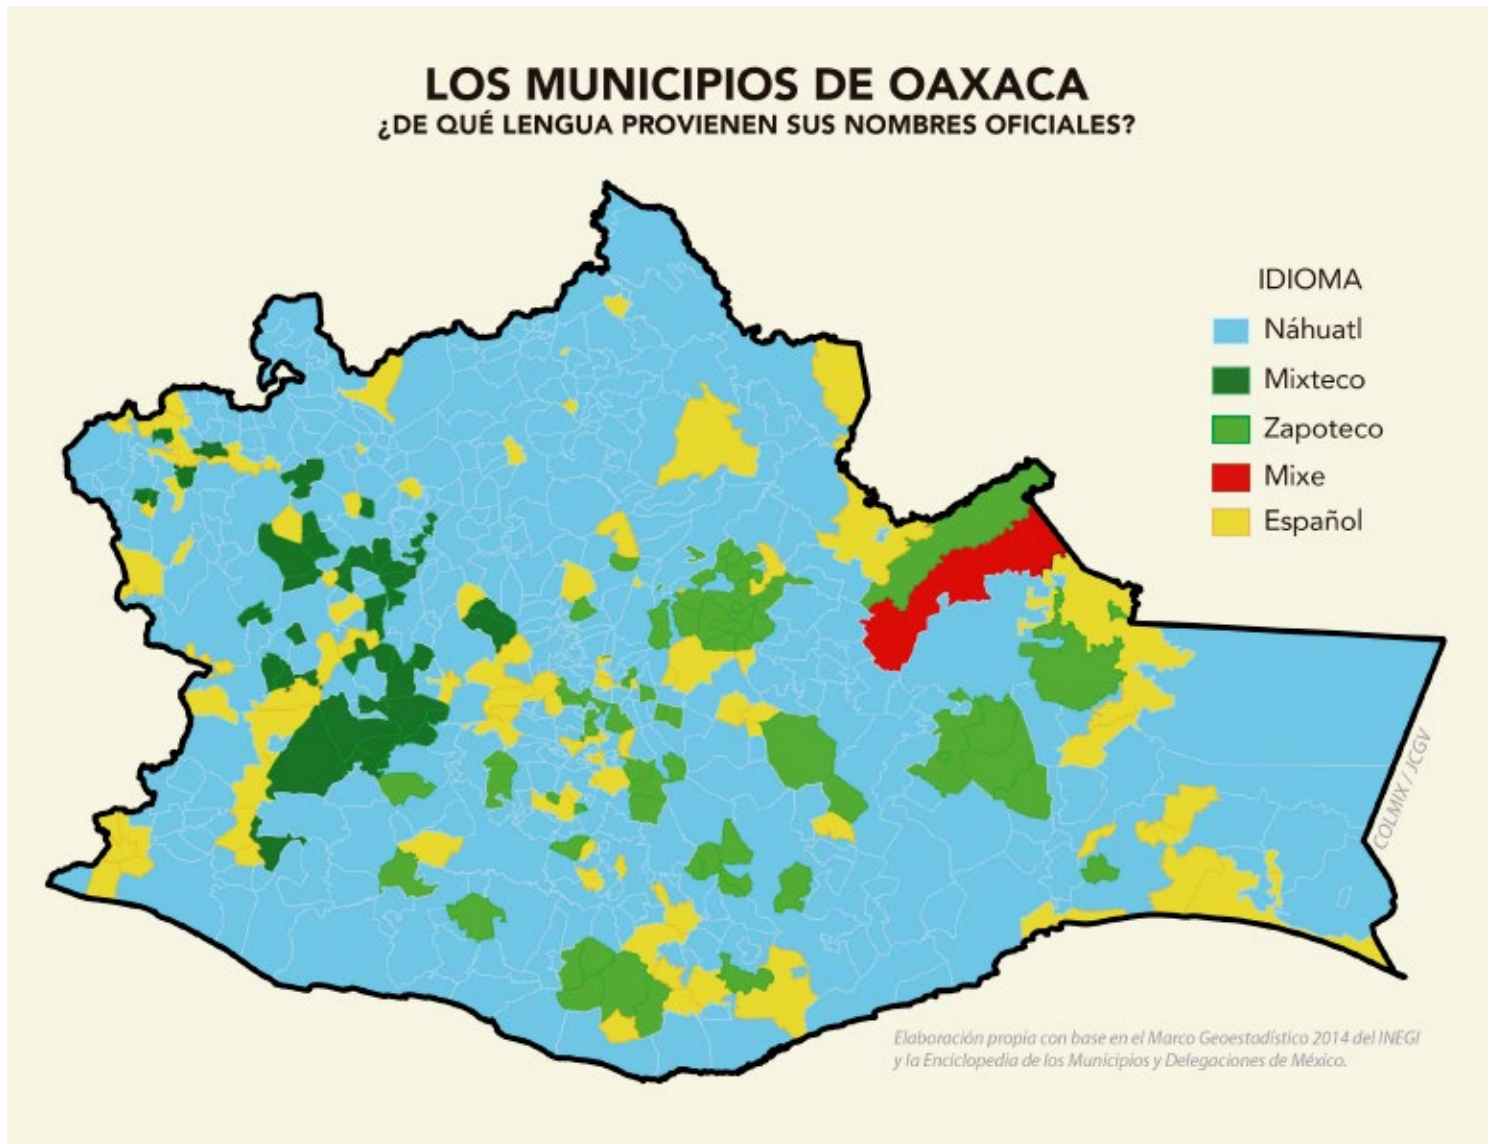 LOS MUNICIPIOS DE OAXACA
¿DE QUÉ LENGUA PROVIENEN SUS NOMBRES OFICIALES?
IDIOMA
Náhuatl
Mixteco
Zapoteco
Mixe
Español
COLMIX / JCGV
Elaboración propia con base en el Marco Geoestadístico 2014 del INEGI
y la Enciclopedia de los Municipios y Delegaciones de México.